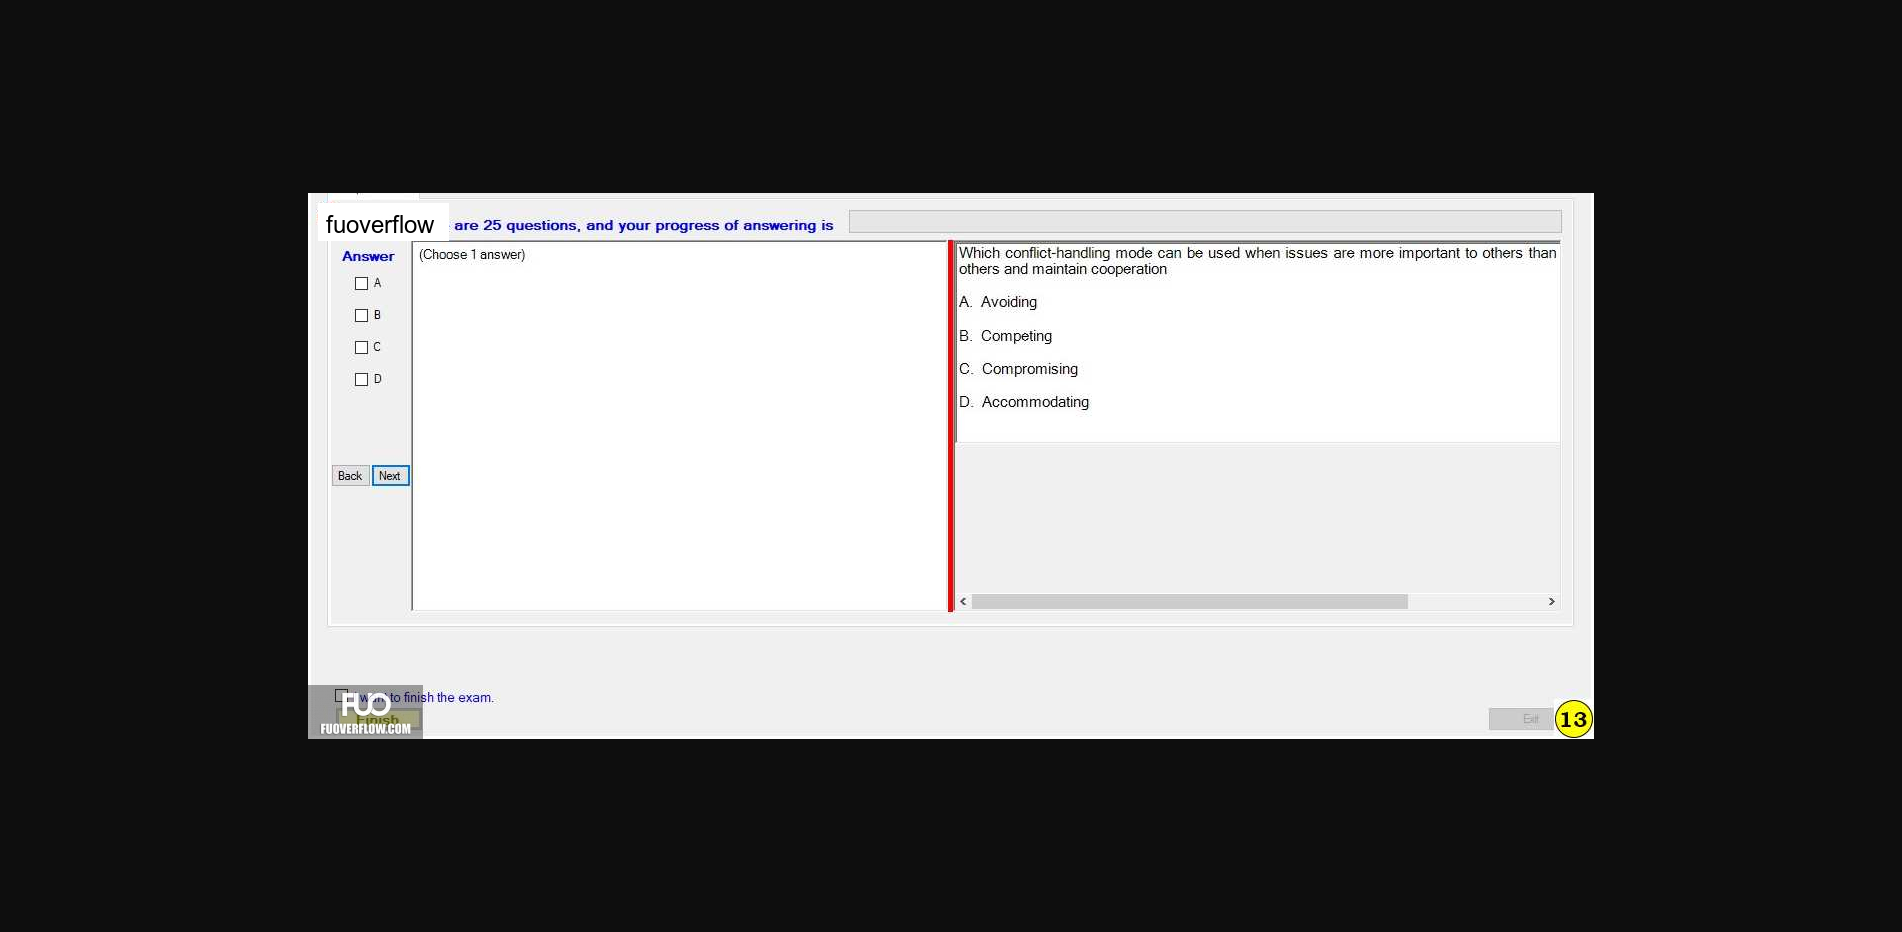 fuoverflow are 25 questions, and your progress of answering is
Answer
A
B
C
D
Back Next
(Choose 1 answer)
Which conflict-handling mode can be used when issues are more important to others than
others and maintain cooperation
A. Avoiding
B. Competing
C. Compromising
D. Accommodating
want to finish the exam.
FUO
Finish
FUOVERFLOW.COM
Exit
13